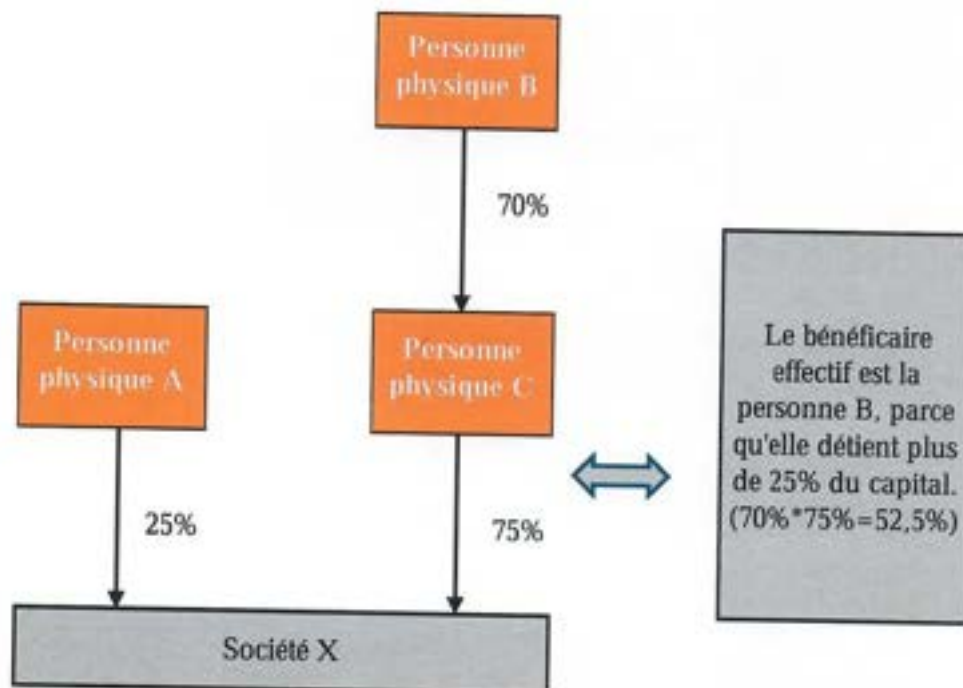 Personne
physique B
70%
Personne
physique A
Personne
physique C
25%
75%
Société X
Le bénéficaire
effectif est la
personne B, parce
qu'elle détient plus
de 25% du capital.
(70%*75%=52,5%)